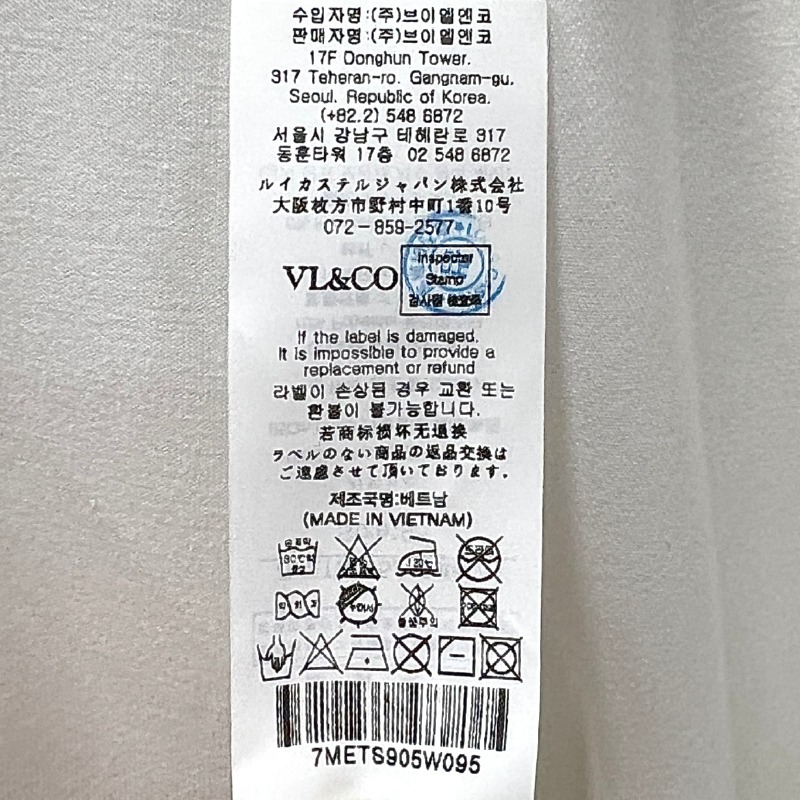 수입자명:(주)브이엘엔코
판매자명:(주)브이엘엔코
17F Donghun Tower.
317 Teheran-ro. Gangnam-gu.
Seoul. Republic of Korea.
(+82.2) 548 6872
서울시 강남구 테헤란로 317
동훈타워 17층 02 548 6872
ルイカステルジャパン株式会社
大阪枚方市野村中町1番10号
072-859-2577
VL&CO
Inspector
Stamp
If the label is damaged.
It is impossible to provide a
replacement or refund
라벨이 손상된 경우 교환 또는
환불이 불가능합니다.
若商标损坏无退换
ラベルのない商品の返品交換は
ご遠慮させて頂いております。
제조국명:베트남
(MADE IN VIETNAM)
120℃
드라이
7METS905W095